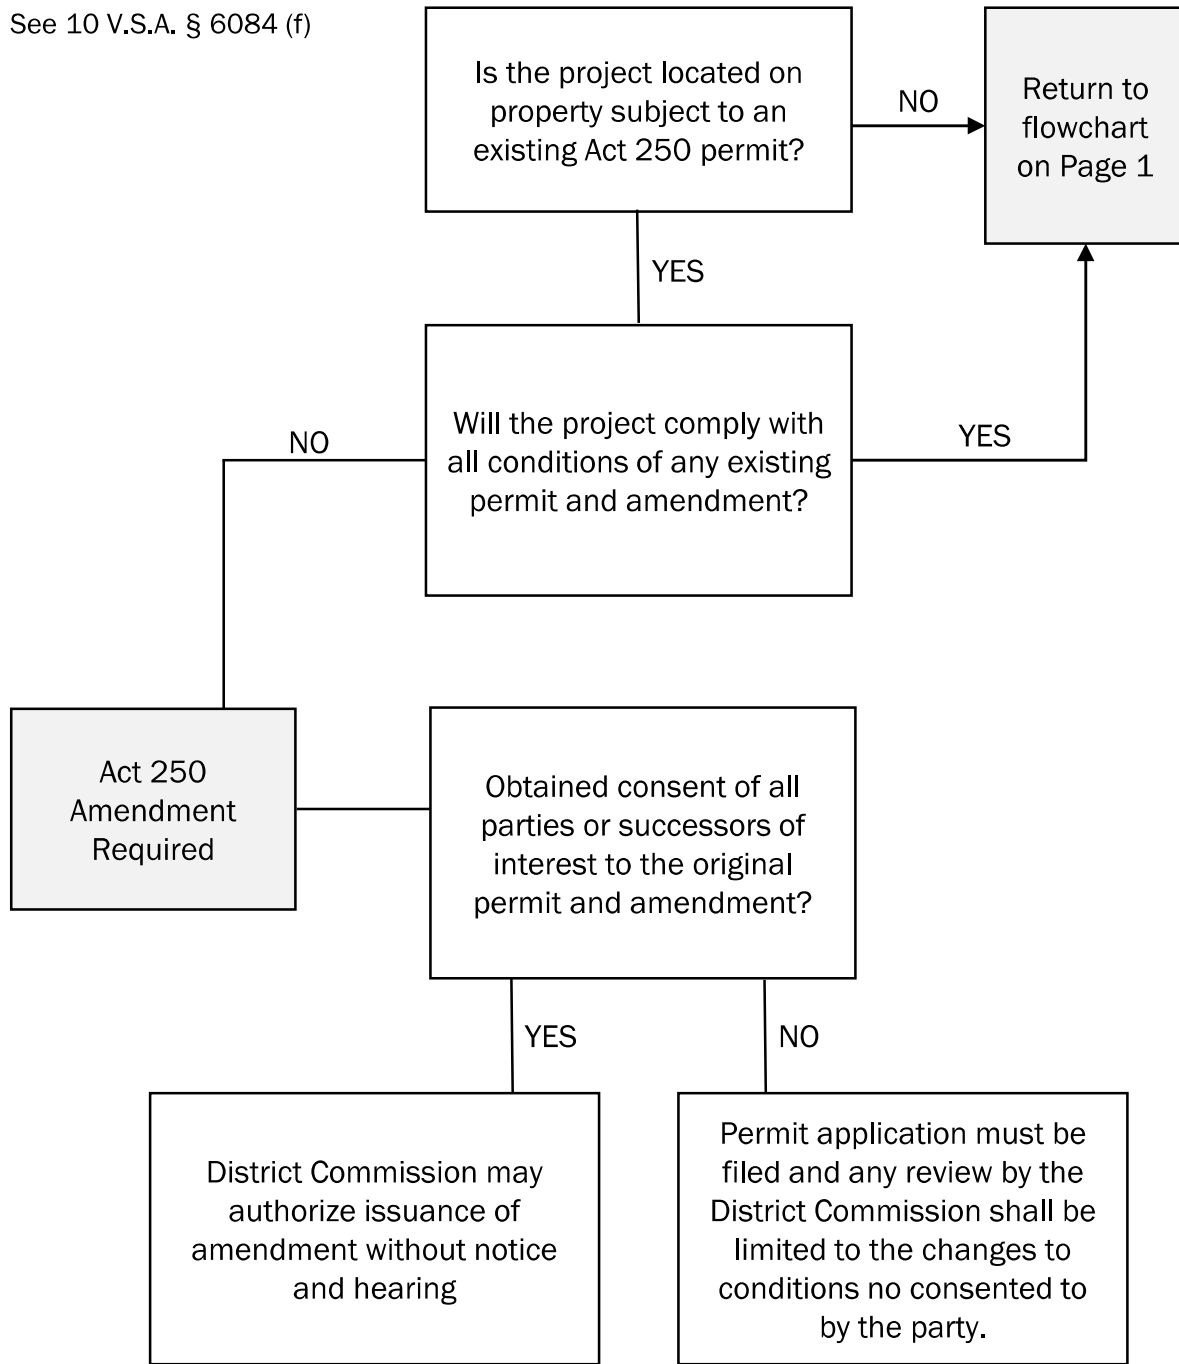 See 10 V.S.A. § 6084 (f)
Is the project located on
property subject to an
existing Act 250 permit?
NO
Return to
flowchart
on Page 1
YES
Will the project comply with
all conditions of any existing
permit and amendment?
NO
YES
Act 250
Amendment
Required
Obtained consent of all
parties or successors of
interest to the original
permit and amendment?
YES
NO
District Commission may
authorize issuance of
amendment without notice
and hearing
Permit application must be
filed and any review by the
District Commission shall be
limited to the changes to
conditions no consented to
by the party.